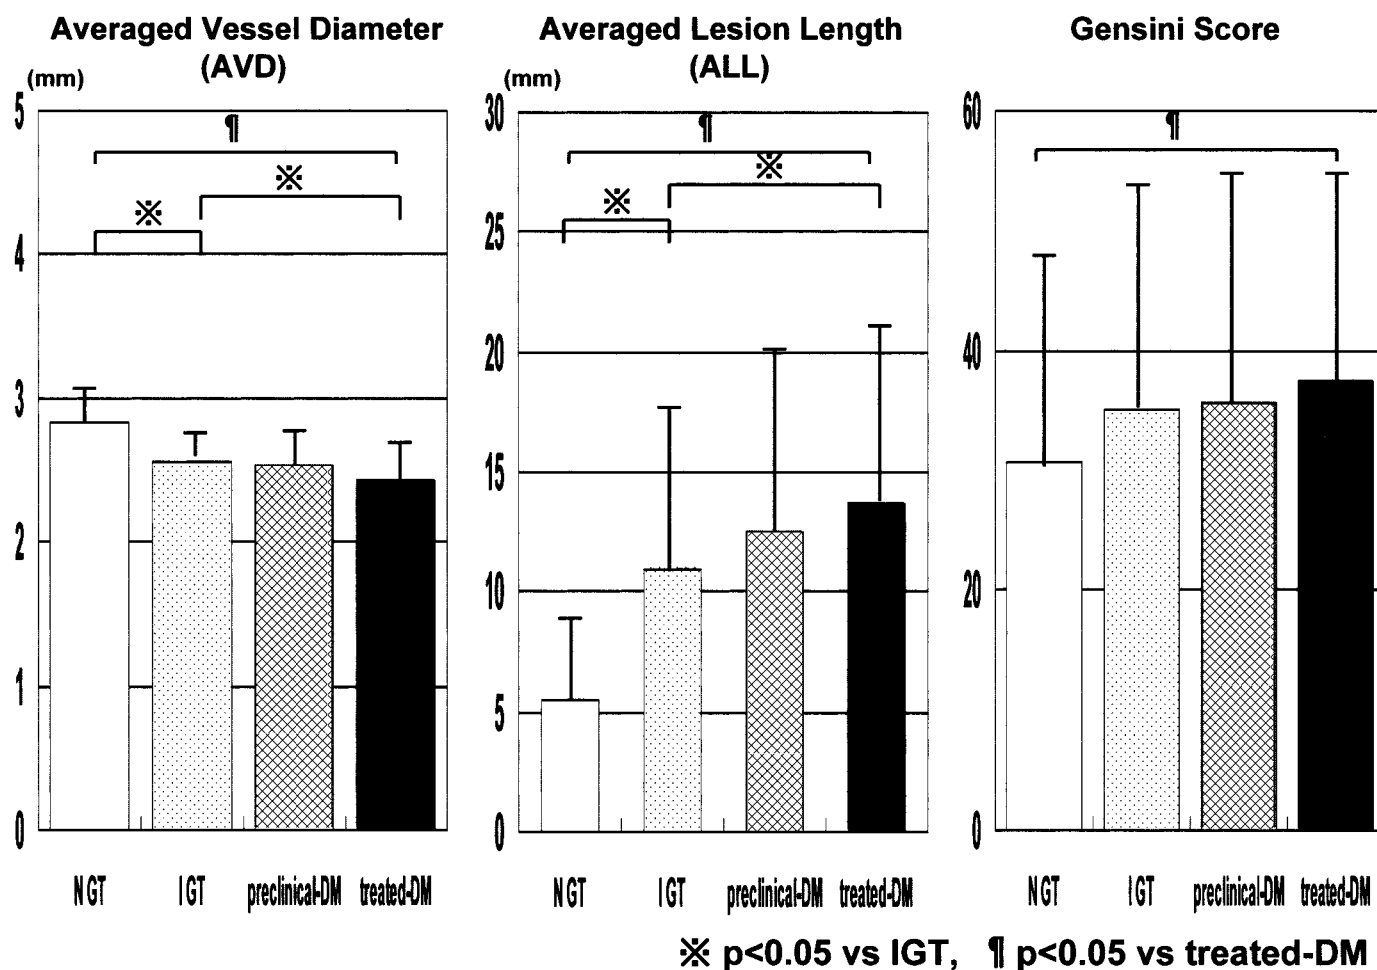 Averaged Vessel Diameter
(AVD)
(mm)
5
4
3
2
1
0
¶
※
※
NGT
IGT
preclinical-DM
treated-DM
Averaged Lesion Length
(ALL)
(mm)
30
25
20
15
10
5
0
¶
※
※
NGT
IGT
preclinical-DM
treated-DM
Gensini Score
60
40
20
0
¶
NGT
IGT
preclinical-DM
treated-DM
※ p<0.05 vs IGT, ¶ p<0.05 vs treated-DM